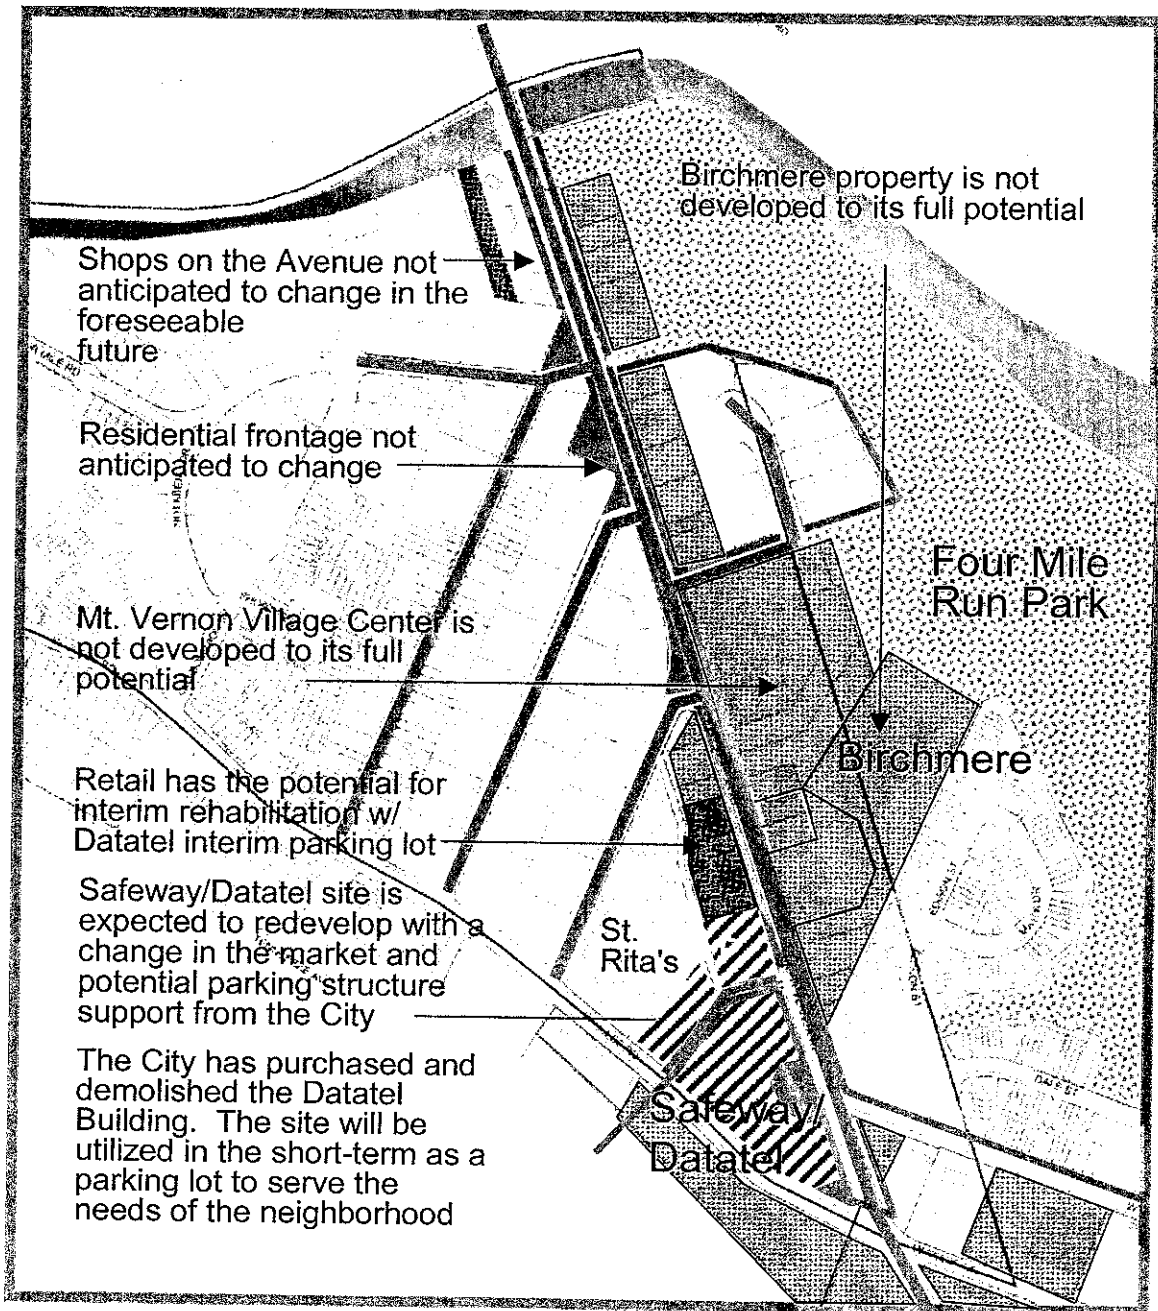 Birchmere property is not
developed to its full potential
Shops on the Avenue not
anticipated to change in the
foreseeable
future
Residential frontage not
anticipated to change
Four Mile
Run Park
Mt. Vernon Village Center is
not developed to its full
potential
Birchmere
Retail has the potential for
interim rehabilitation w/
Datatel interim parking lot
Safeway/Datatel site is
expected to redevelop with a
change in the market and
potential parking structure
support from the City
St.
Rita's
The City has purchased and
demolished the Datatel
Building. The site will be
utilized in the short-term as a
parking lot to serve the
needs of the neighborhood
Safeway/
Datatel